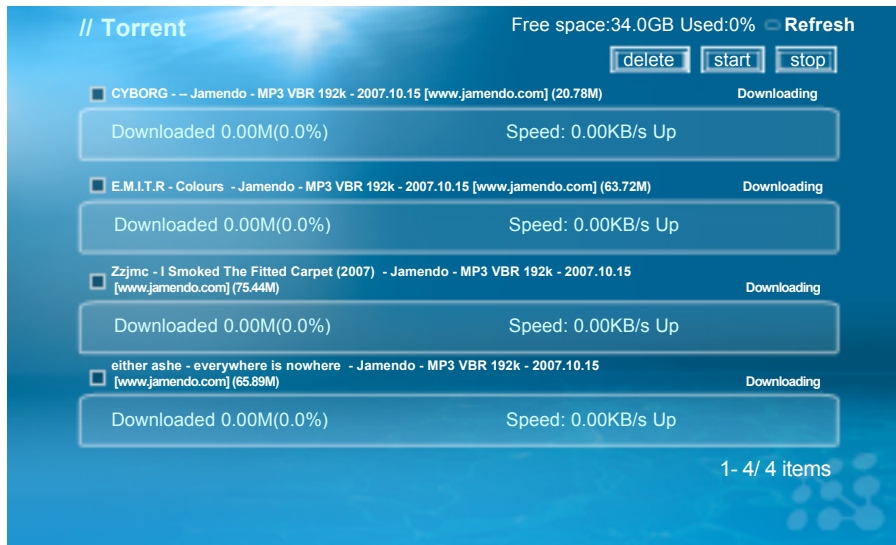 // Torrent
Free space:34.0GB Used:0% Refresh
delete start stop
CYBORG - -- Jamendo - MP3 VBR 192k - 2007.10.15 [www.jamendo.com] (20.78M) Downloading
Downloaded 0.00M(0.0%) Speed: 0.00KB/s Up
E.M.I.T.R - Colours - Jamendo - MP3 VBR 192k - 2007.10.15 [www.jamendo.com] (63.72M) Downloading
Downloaded 0.00M(0.0%) Speed: 0.00KB/s Up
Zzjmc - I Smoked The Fitted Carpet (2007) - Jamendo - MP3 VBR 192k - 2007.10.15
[www.jamendo.com] (75.44M) Downloading
Downloaded 0.00M(0.0%) Speed: 0.00KB/s Up
either ashe - everywhere is nowhere - Jamendo - MP3 VBR 192k - 2007.10.15
[www.jamendo.com] (65.89M) Downloading
Downloaded 0.00M(0.0%) Speed: 0.00KB/s Up
1- 4/ 4 items